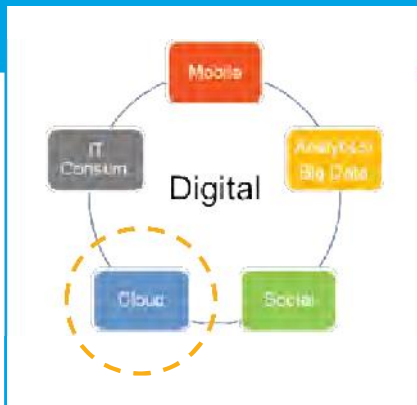 Mobile
IT
Consum.
Analytics/
Big Data
Digital
Cloud
Social